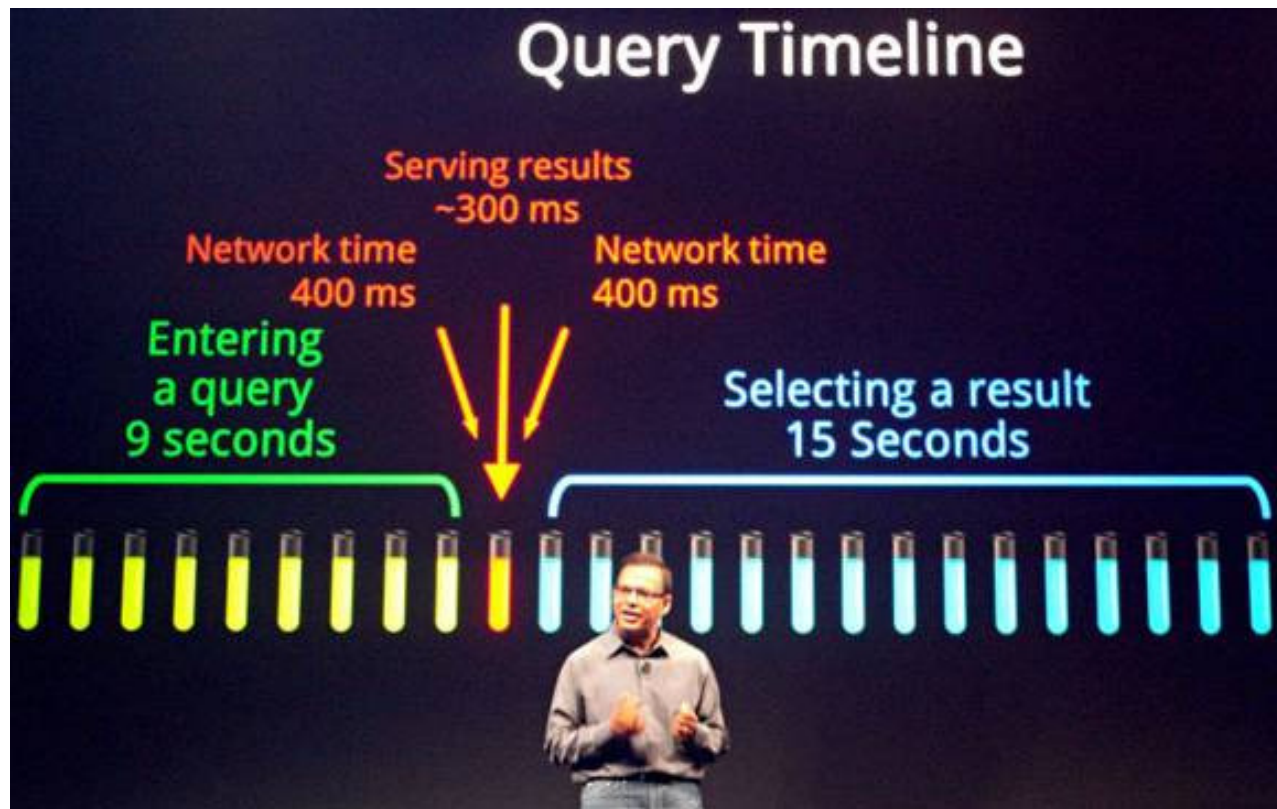 Query Timeline
Serving results
~300 ms
Network time
400 ms
Network time
400 ms
Entering
a query
9 seconds
Selecting a result
15 Seconds